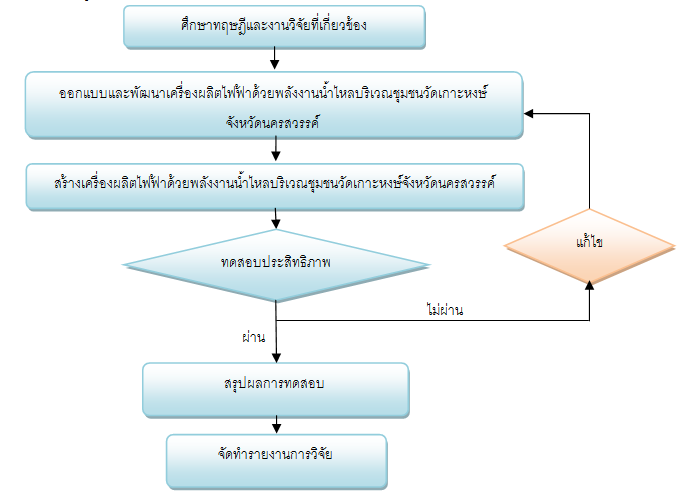 ศึกษาทฤษฎีและงานวิจัยที่เกี่ยวข้อง
ออกแบบและพัฒนาเครื่องผลิตไฟฟ้าด้วยพลังงานน้ำไหลบริเวณชุมชนวัดเกาะหงษ์
จังหวัดนครสวรรค์
สร้างเครื่องผลิตไฟฟ้าด้วยพลังงานน้ำไหลบริเวณชุมชนวัดเกาะหงษ์จังหวัดนครสวรรค์
ทดสอบประสิทธิภาพ
แก้ไข
ไม่ผ่าน
ผ่าน
สรุปผลการทดสอบ
จัดทำรายงานการวิจัย